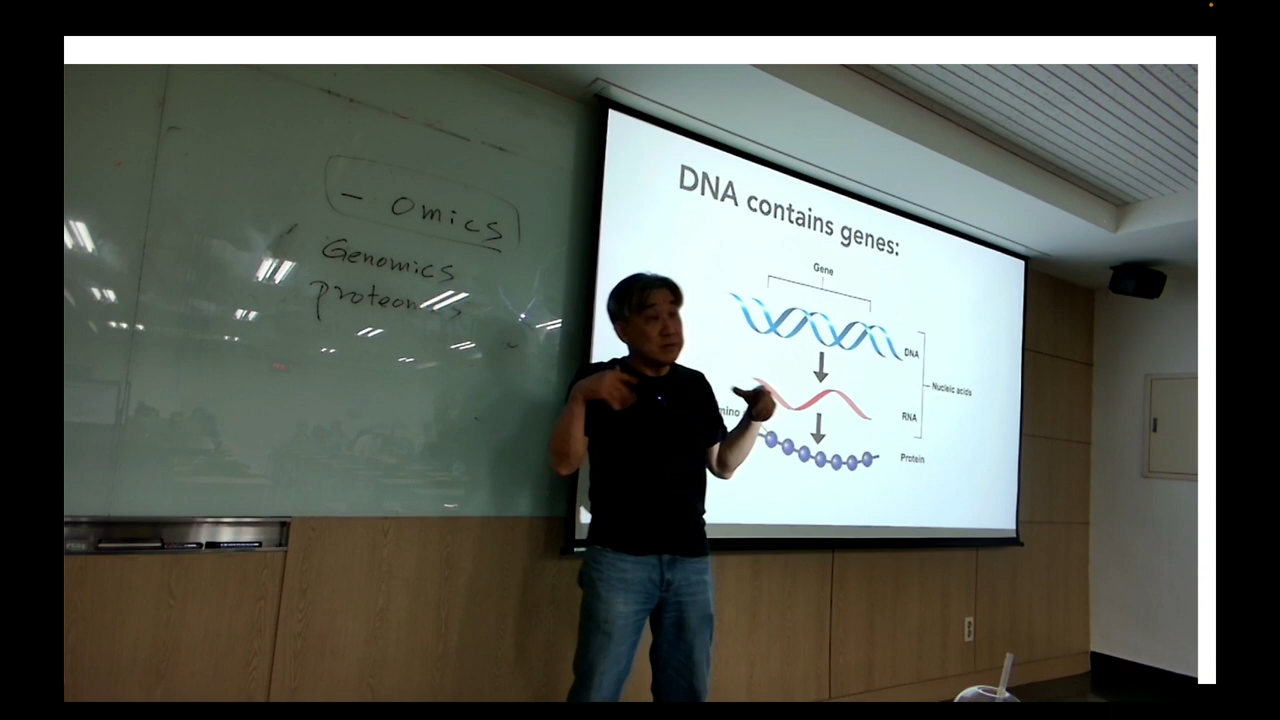 - omics
Genomics
DNA contains genes:
Gene
DNA
Nucleic acids
RNA
Protein